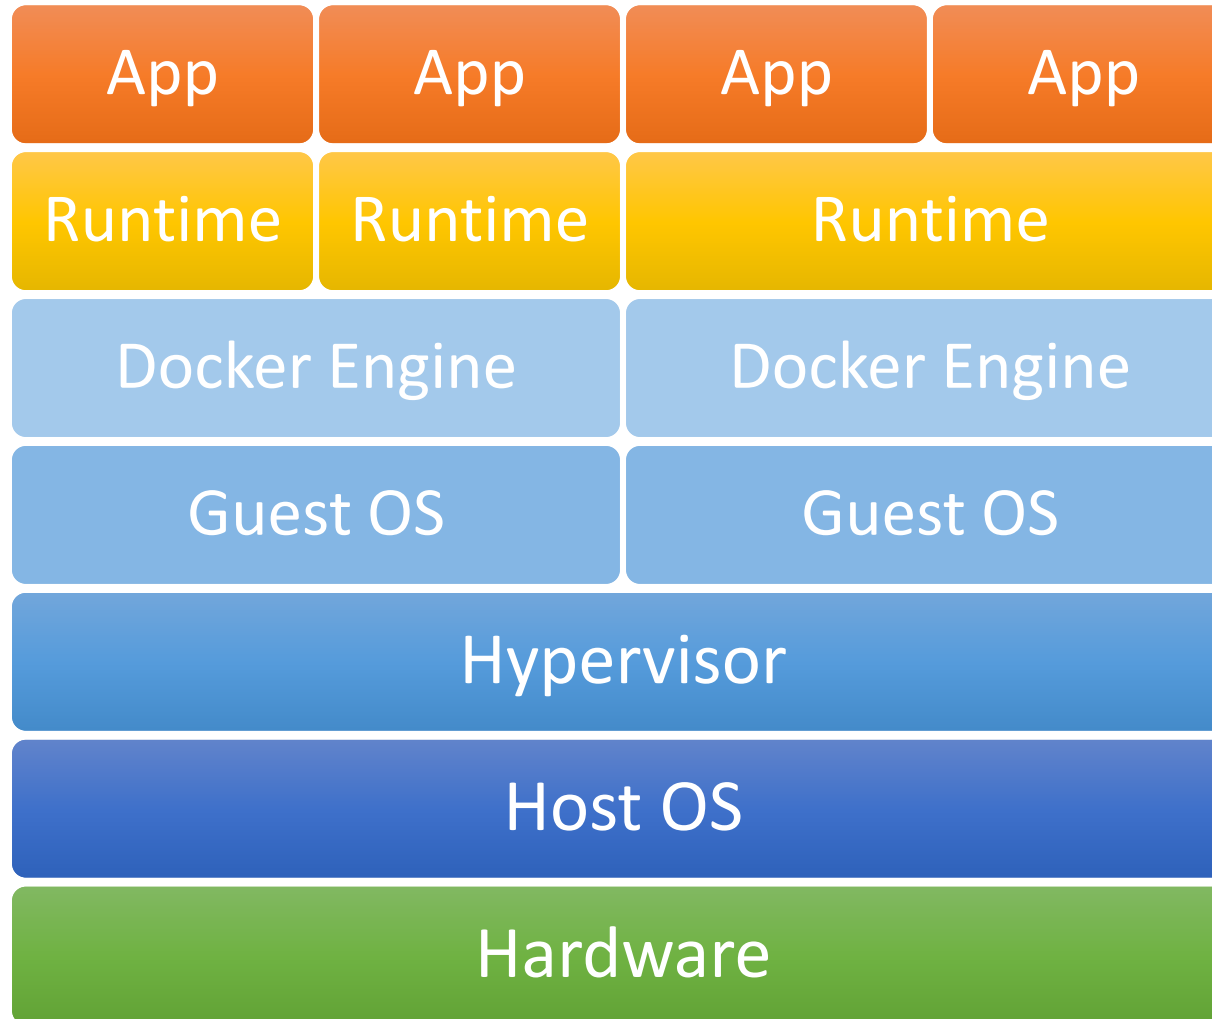 App App App App
Runtime Runtime Runtime
Docker Engine Docker Engine
Guest OS Guest OS
Hypervisor
Host OS
Hardware